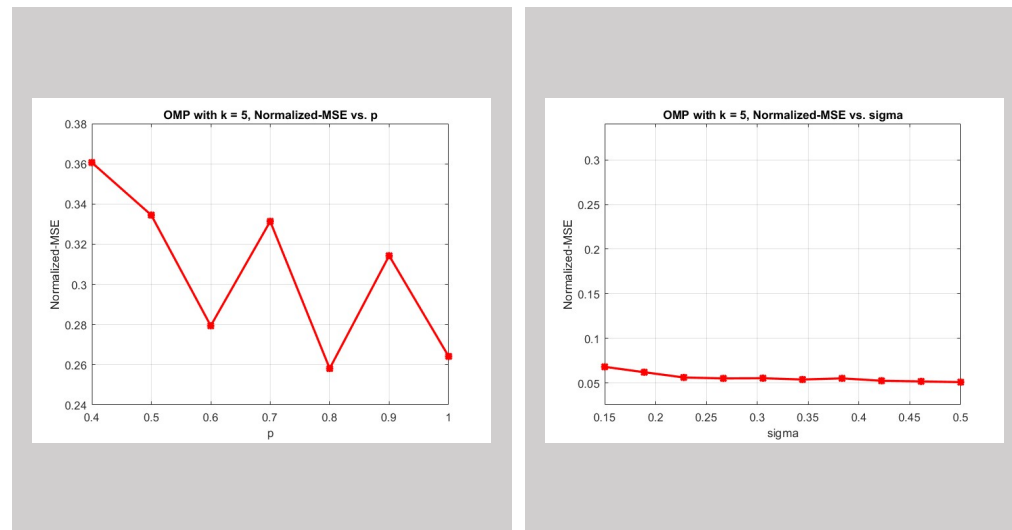 OMP with k = 5, Normalized-MSE vs. p
0.38
0.36
0.34
0.32
0.3
0.28
0.26
0.24
Normalized-MSE
0.4 0.5 0.6 0.7 0.8 0.9 1
p
OMP with k = 5, Normalized-MSE vs. sigma
0.3
0.25
0.2
0.15
0.1
0.05
Normalized-MSE
0.15 0.2 0.25 0.3 0.35 0.4 0.45 0.5
sigma